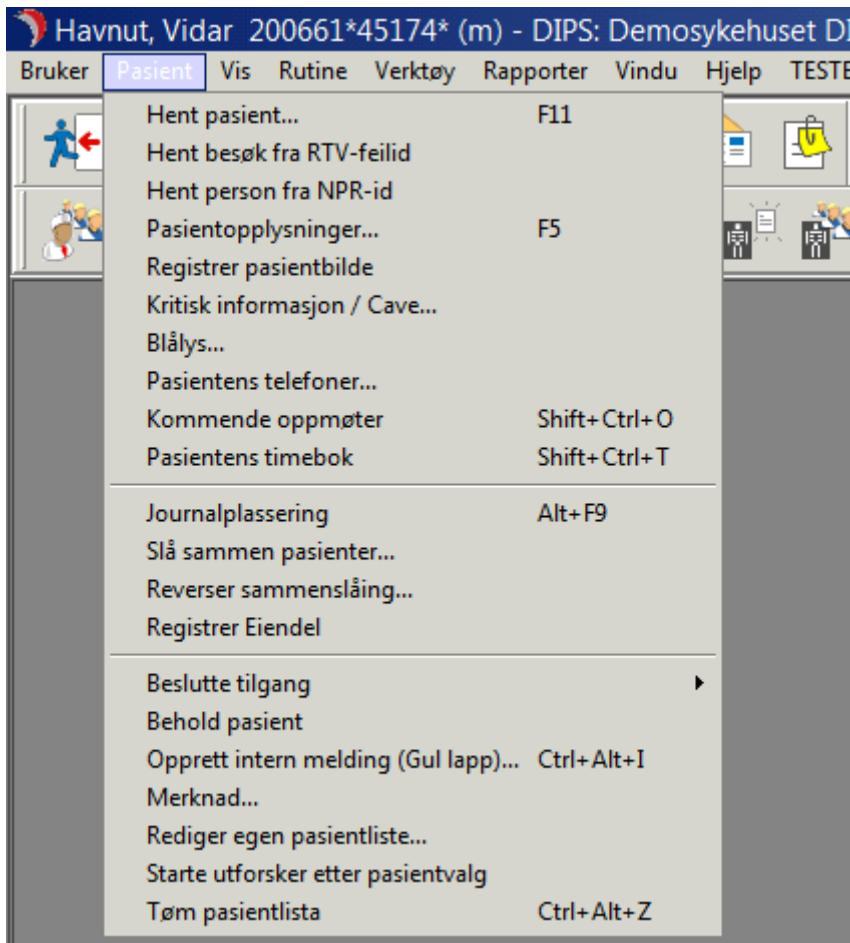 Havnut, Vidar 200661*45174* (m) - DIPS: Demosykehuset DI
Bruker Pasient Vis Rutine Verktøy Rapporter Vindu Hjelp TESTE
Hent pasient... F11
Hent besøk fra RTV-feilid
Hent person fra NPR-id
Pasientopplysninger... F5
Registrer pasientbilde
Kritisk informasjon / Cave...
Blålys...
Pasientens telefoner...
Kommende oppmøter Shift+Ctrl+O
Pasientens timebok Shift+Ctrl+T
Journalplassering Alt+F9
Slå sammen pasienter...
Reverser sammenslåing...
Registrer Eiendel
Beslutte tilgang
Behold pasient
Opprett intern melding (Gul lapp)... Ctrl+Alt+I
Merknad...
Rediger egen pasientliste...
Starte utforsker etter pasientvalg
Tøm pasientlista Ctrl+Alt+Z